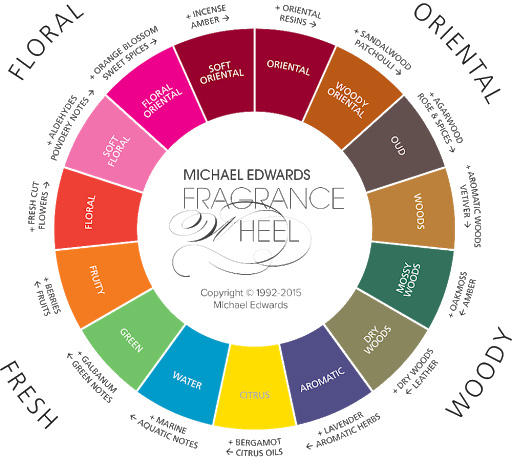 FLORAL
ORIENTAL
WOODY
FRESH
+ INCENSE
AMBER →
+ ORIENTAL
RESINS →
+ SANDALWOOD
PATCHOULI →
+ AGARWOOD
ROSE & SPICES →
+ AROMATIC WOODS
VETIVER →
+ OAKMOSS
← AMBER
+ DRY WOODS
← LEATHER
+ LAVENDER
← AROMATIC HERBS
+ BERGAMOT
← CITRUS OILS
+ MARINE
← AQUATIC NOTES
+ GALBANUM
← GREEN NOTES
+ BERRIES
← FRUITS
+ FRESH CUT
FLOWERS →
+ ALDEHYDES
POWDERY NOTES →
+ ORANGE BLOSSOM
SWEET SPICES →
SOFT
ORIENTAL
ORIENTAL
WOODY
ORIENTAL
OUD
WOODS
MOSSY
WOODS
DRY
WOODS
AROMATIC
CITRUS
WATER
GREEN
FRUITY
FLORAL
SOFT
FLORAL
FLORAL
ORIENTAL
MICHAEL EDWARDS
FRAGRANCE
WHEEL
Copyright © 1992-2015
Michael Edwards